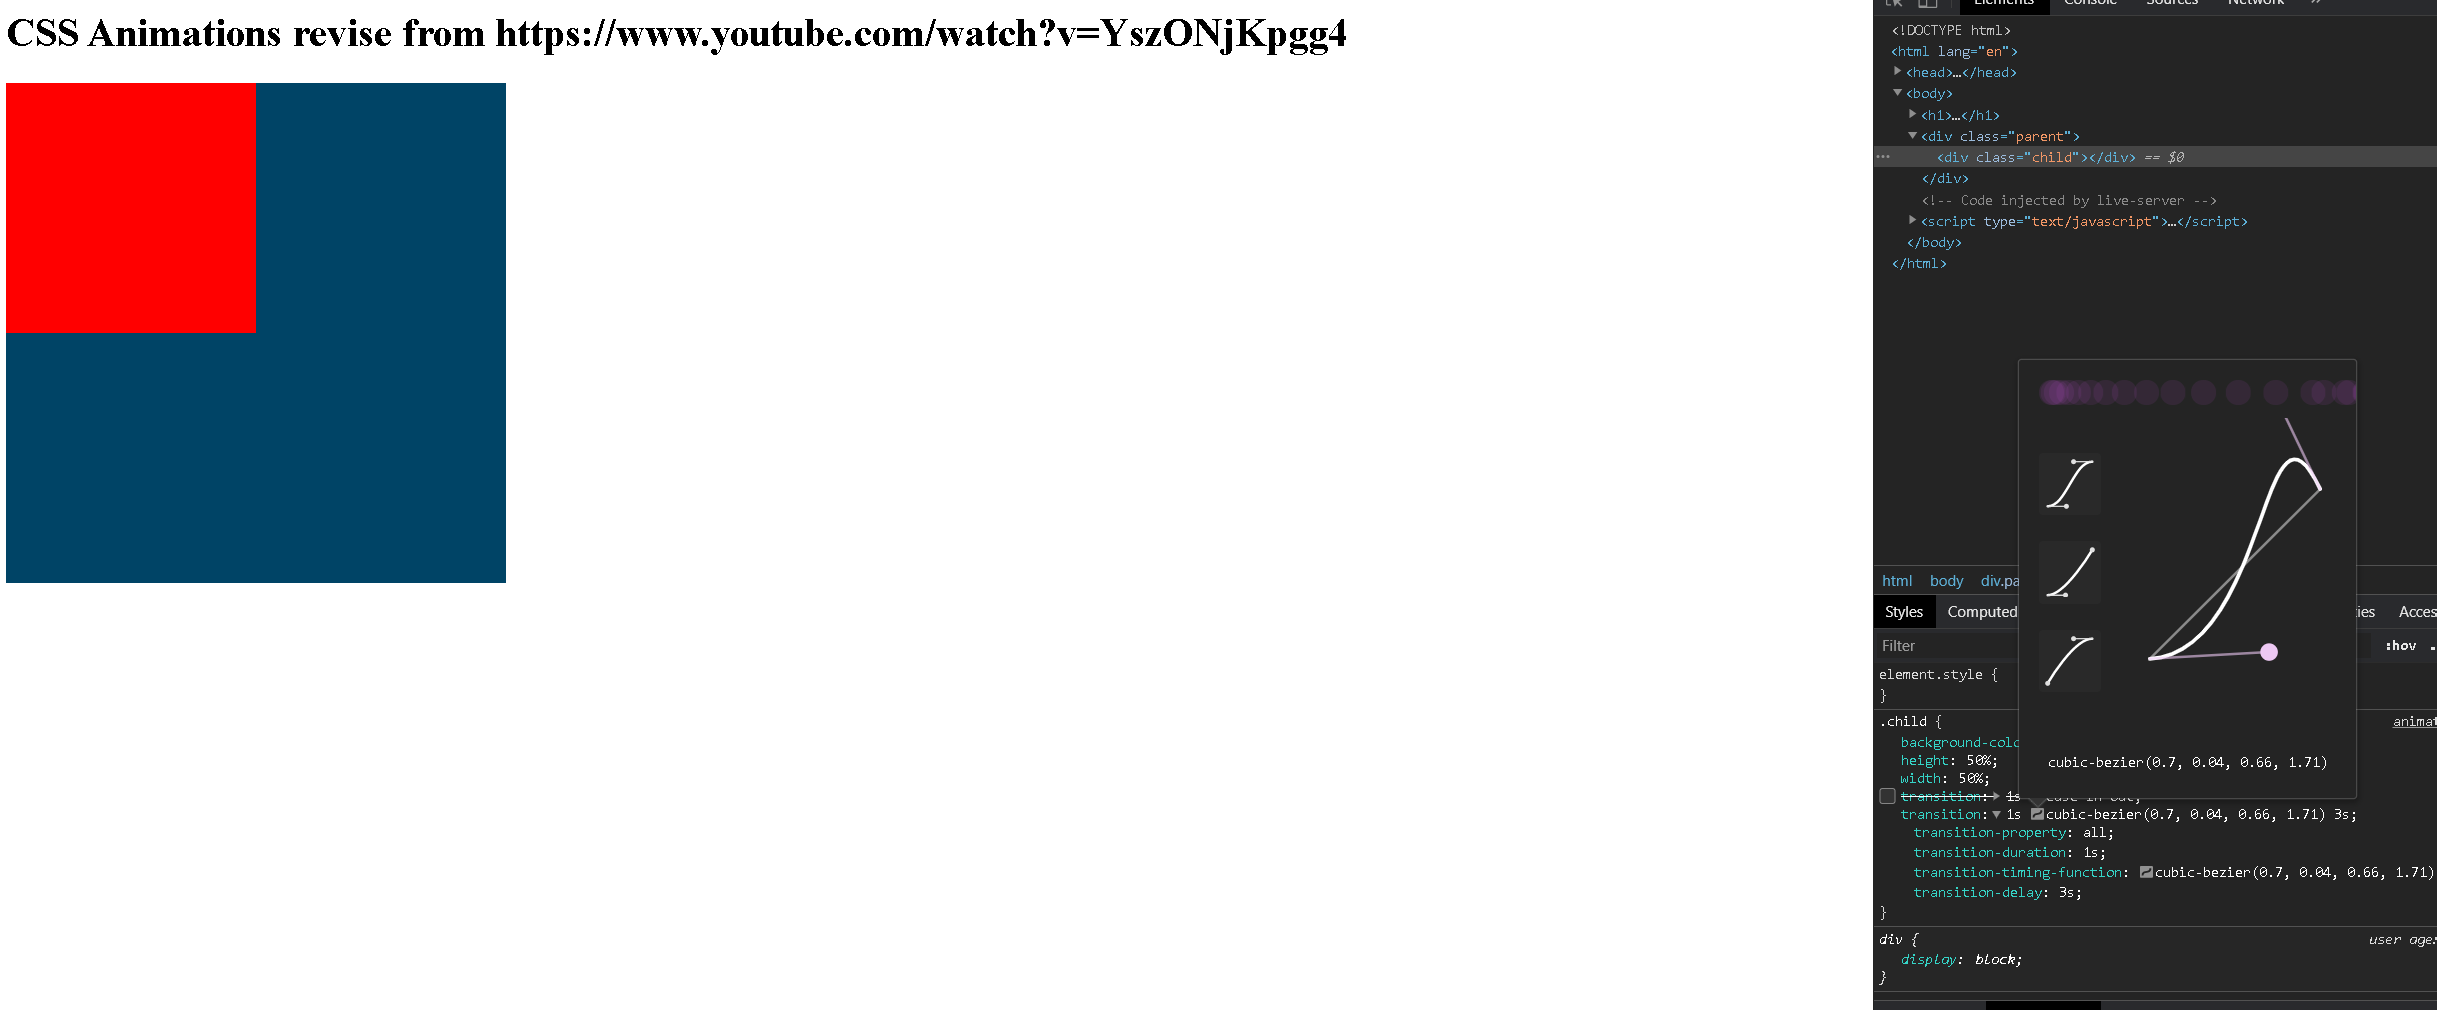 CSS Animations revise from https://www.youtube.com/watch?v=YszONjKpgg4
Elements Console Sources Network »
<!DOCTYPE html>
<html lang="en">
<head>…</head>
<body>
<h1>…</h1>
<div class="parent">
<div class="child"></div> == $0
</div>
<!-- Code injected by live-server -->
<script type="text/javascript">…</script>
</body>
</html>
cubic-bezier(0.7, 0.04, 0.66, 1.71)
html body div.pa
Styles Computed ies Acces
Filter :hov .
element.style {
}
.child { animat
background-colo
height: 50%;
width: 50%;
transition: 1s ease-in-out;
transition: 1s cubic-bezier(0.7, 0.04, 0.66, 1.71) 3s;
transition-property: all;
transition-duration: 1s;
transition-timing-function: cubic-bezier(0.7, 0.04, 0.66, 1.71)
transition-delay: 3s;
}
div { user age
display: block;
}